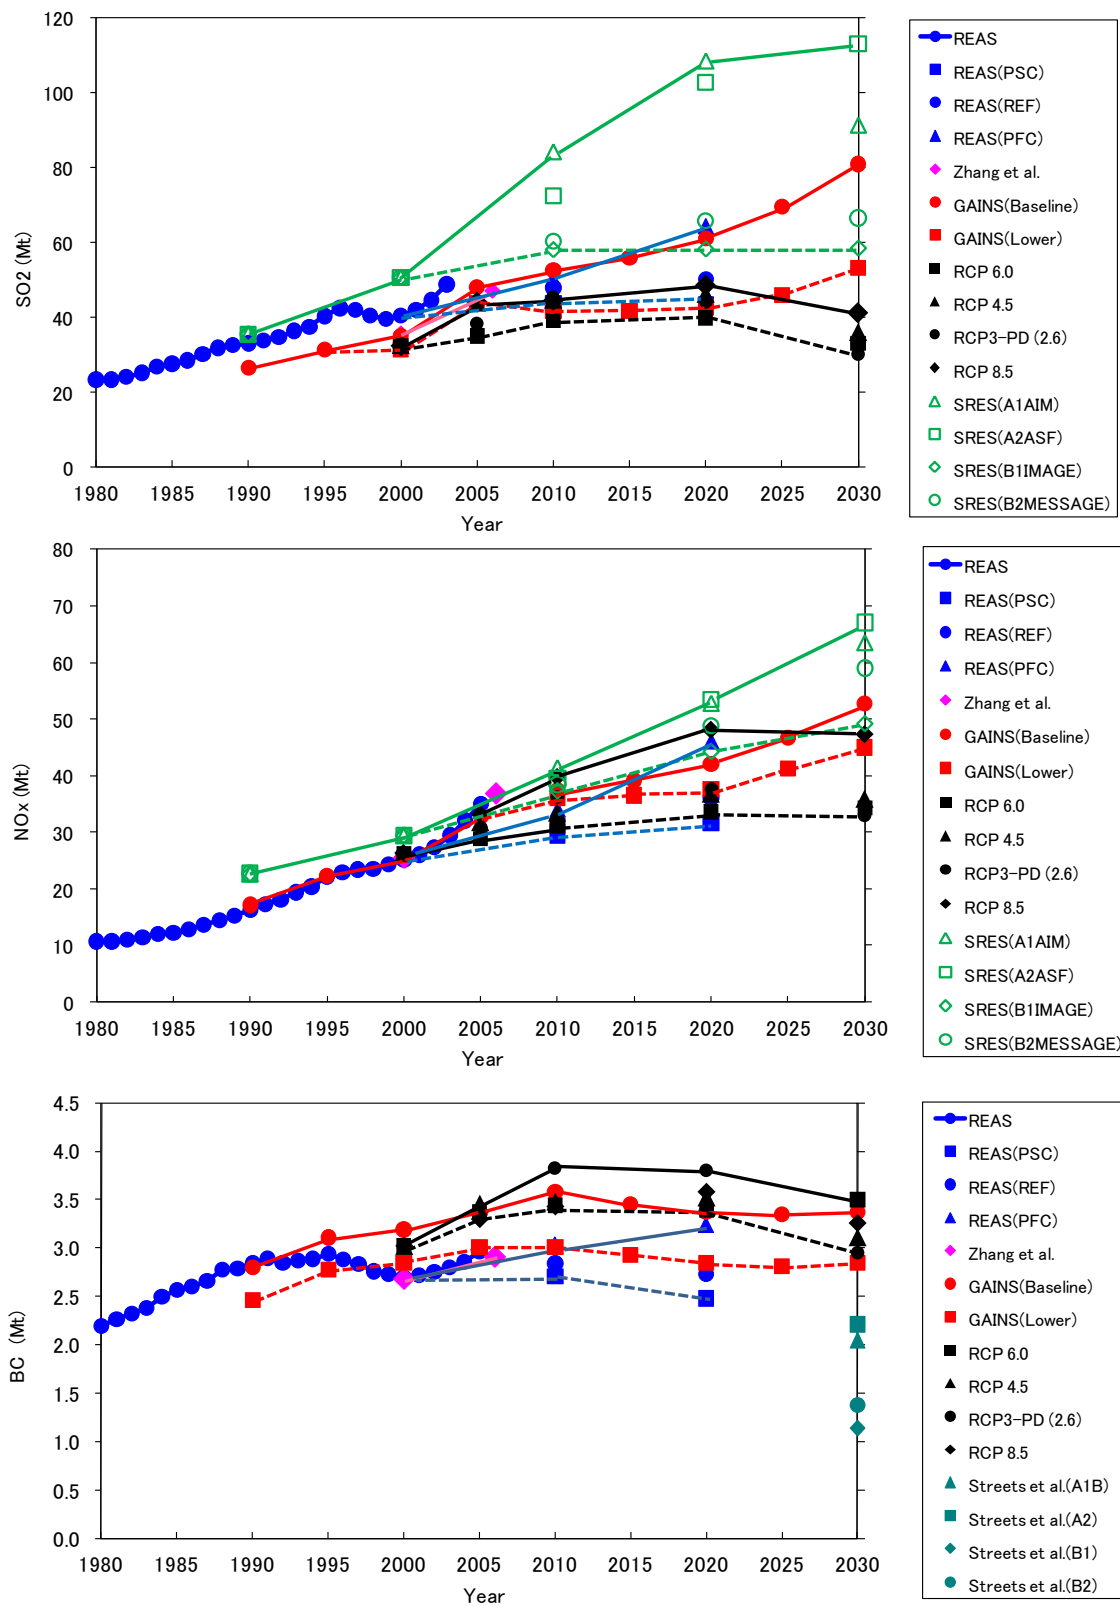 120
100
80
60
40
20
0
SO2 (Mt)
1980 1985 1990 1995 2000 2005 2010 2015 2020 2025 2030
Year
REAS
REAS(PSC)
REAS(REF)
REAS(PFC)
Zhang et al.
GAINS(Baseline)
GAINS(Lower)
RCP 6.0
RCP 4.5
RCP3-PD (2.6)
RCP 8.5
SRES(A1AIM)
SRES(A2ASF)
SRES(B1IMAGE)
SRES(B2MESSAGE)
80
70
60
50
40
30
20
10
0
NOx (Mt)
1980 1985 1990 1995 2000 2005 2010 2015 2020 2025 2030
Year
REAS
REAS(PSC)
REAS(REF)
REAS(PFC)
Zhang et al.
GAINS(Baseline)
GAINS(Lower)
RCP 6.0
RCP 4.5
RCP3-PD (2.6)
RCP 8.5
SRES(A1AIM)
SRES(A2ASF)
SRES(B1IMAGE)
SRES(B2MESSAGE)
4.5
4.0
3.5
3.0
2.5
2.0
1.5
1.0
0.5
0.0
BC (Mt)
1980 1985 1990 1995 2000 2005 2010 2015 2020 2025 2030
Year
REAS
REAS(PSC)
REAS(REF)
REAS(PFC)
Zhang et al.
GAINS(Baseline)
GAINS(Lower)
RCP 6.0
RCP 4.5
RCP3-PD (2.6)
RCP 8.5
Streets et al.(A1B)
Streets et al.(A2)
Streets et al.(B1)
Streets et al.(B2)